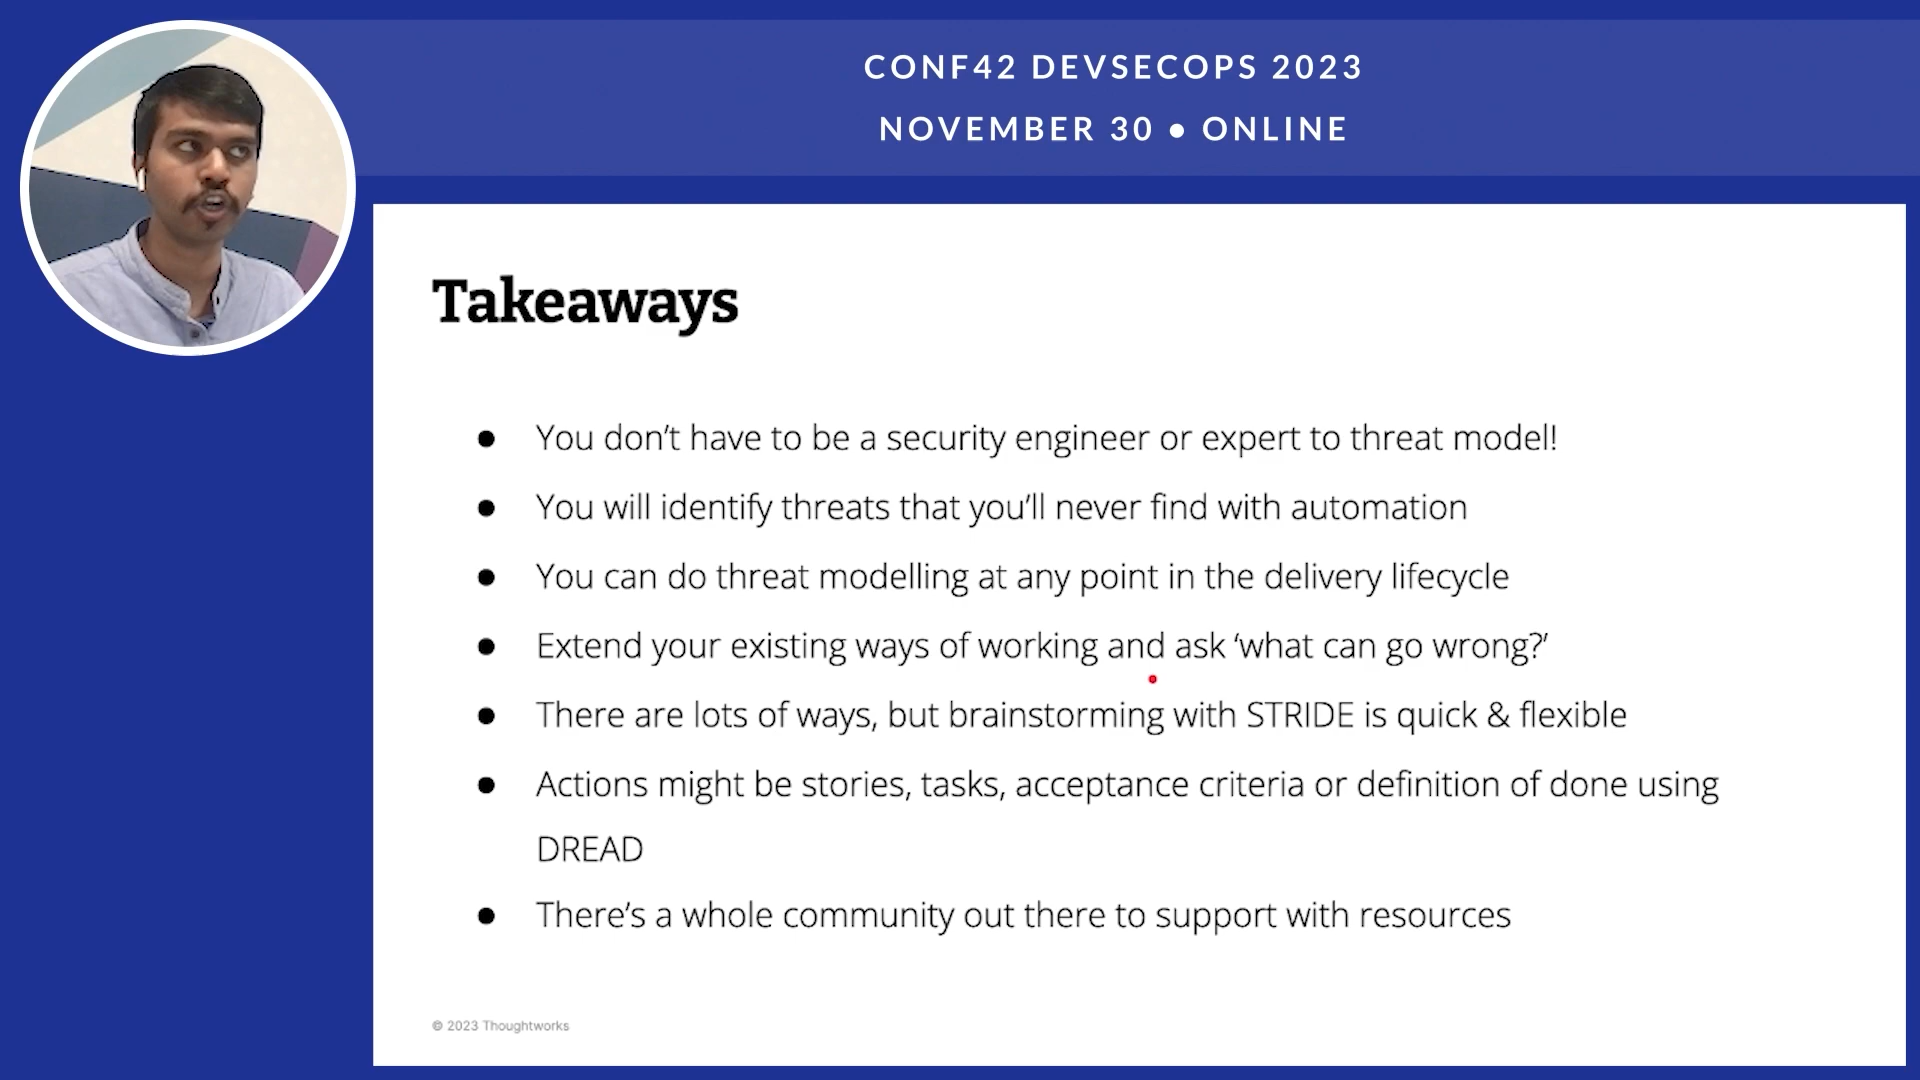 CONF42 DEVSECOPS 2023
NOVEMBER 30 • ONLINE
Takeaways
● You don’t have to be a security engineer or expert to threat model!
● You will identify threats that you’ll never find with automation
● You can do threat modelling at any point in the delivery lifecycle
● Extend your existing ways of working and ask ‘what can go wrong?’
● There are lots of ways, but brainstorming with STRIDE is quick & flexible
● Actions might be stories, tasks, acceptance criteria or definition of done using
DREAD
● There’s a whole community out there to support with resources
© 2023 Thoughtworks